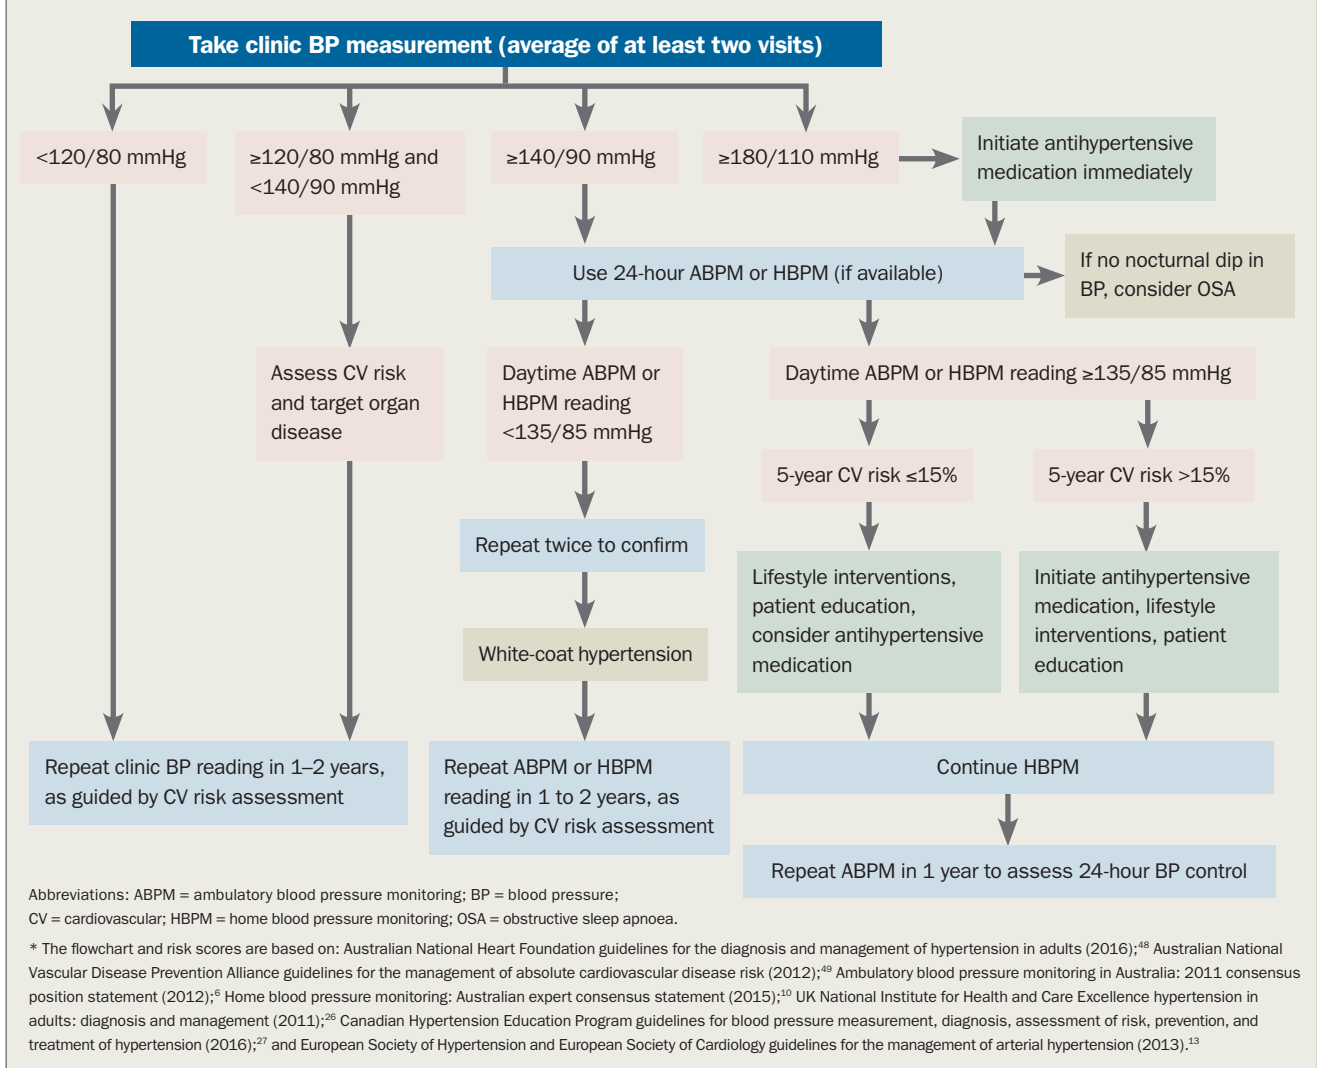 Take clinic BP measurement (average of at least two visits)
<120/80 mmHg
≥120/80 mmHg and
<140/90 mmHg
≥140/90 mmHg
≥180/110 mmHg
Initiate antihypertensive
medication immediately
Use 24-hour ABPM or HBPM (if available)
If no nocturnal dip in
BP, consider OSA
Assess CV risk
and target organ
disease
Daytime ABPM or
HBPM reading
<135/85 mmHg
Daytime ABPM or HBPM reading ≥135/85 mmHg
5-year CV risk ≤15%
5-year CV risk >15%
Repeat twice to confirm
White-coat hypertension
Lifestyle interventions,
patient education,
consider antihypertensive
medication
Initiate antihypertensive
medication, lifestyle
interventions, patient
education
Repeat clinic BP reading in 1–2 years,
as guided by CV risk assessment
Repeat ABPM or HBPM
reading in 1 to 2 years, as
guided by CV risk assessment
Continue HBPM
Repeat ABPM in 1 year to assess 24-hour BP control
Abbreviations: ABPM = ambulatory blood pressure monitoring; BP = blood pressure;
CV = cardiovascular; HBPM = home blood pressure monitoring; OSA = obstructive sleep apnoea.
* The flowchart and risk scores are based on: Australian National Heart Foundation guidelines for the diagnosis and management of hypertension in adults (2016);48 Australian National
Vascular Disease Prevention Alliance guidelines for the management of absolute cardiovascular disease risk (2012);49 Ambulatory blood pressure monitoring in Australia: 2011 consensus
position statement (2012);6 Home blood pressure monitoring: Australian expert consensus statement (2015);10 UK National Institute for Health and Care Excellence hypertension in
adults: diagnosis and management (2011);26 Canadian Hypertension Education Program guidelines for blood pressure measurement, diagnosis, assessment of risk, prevention, and
treatment of hypertension (2016);27 and European Society of Hypertension and European Society of Cardiology guidelines for the management of arterial hypertension (2013).13